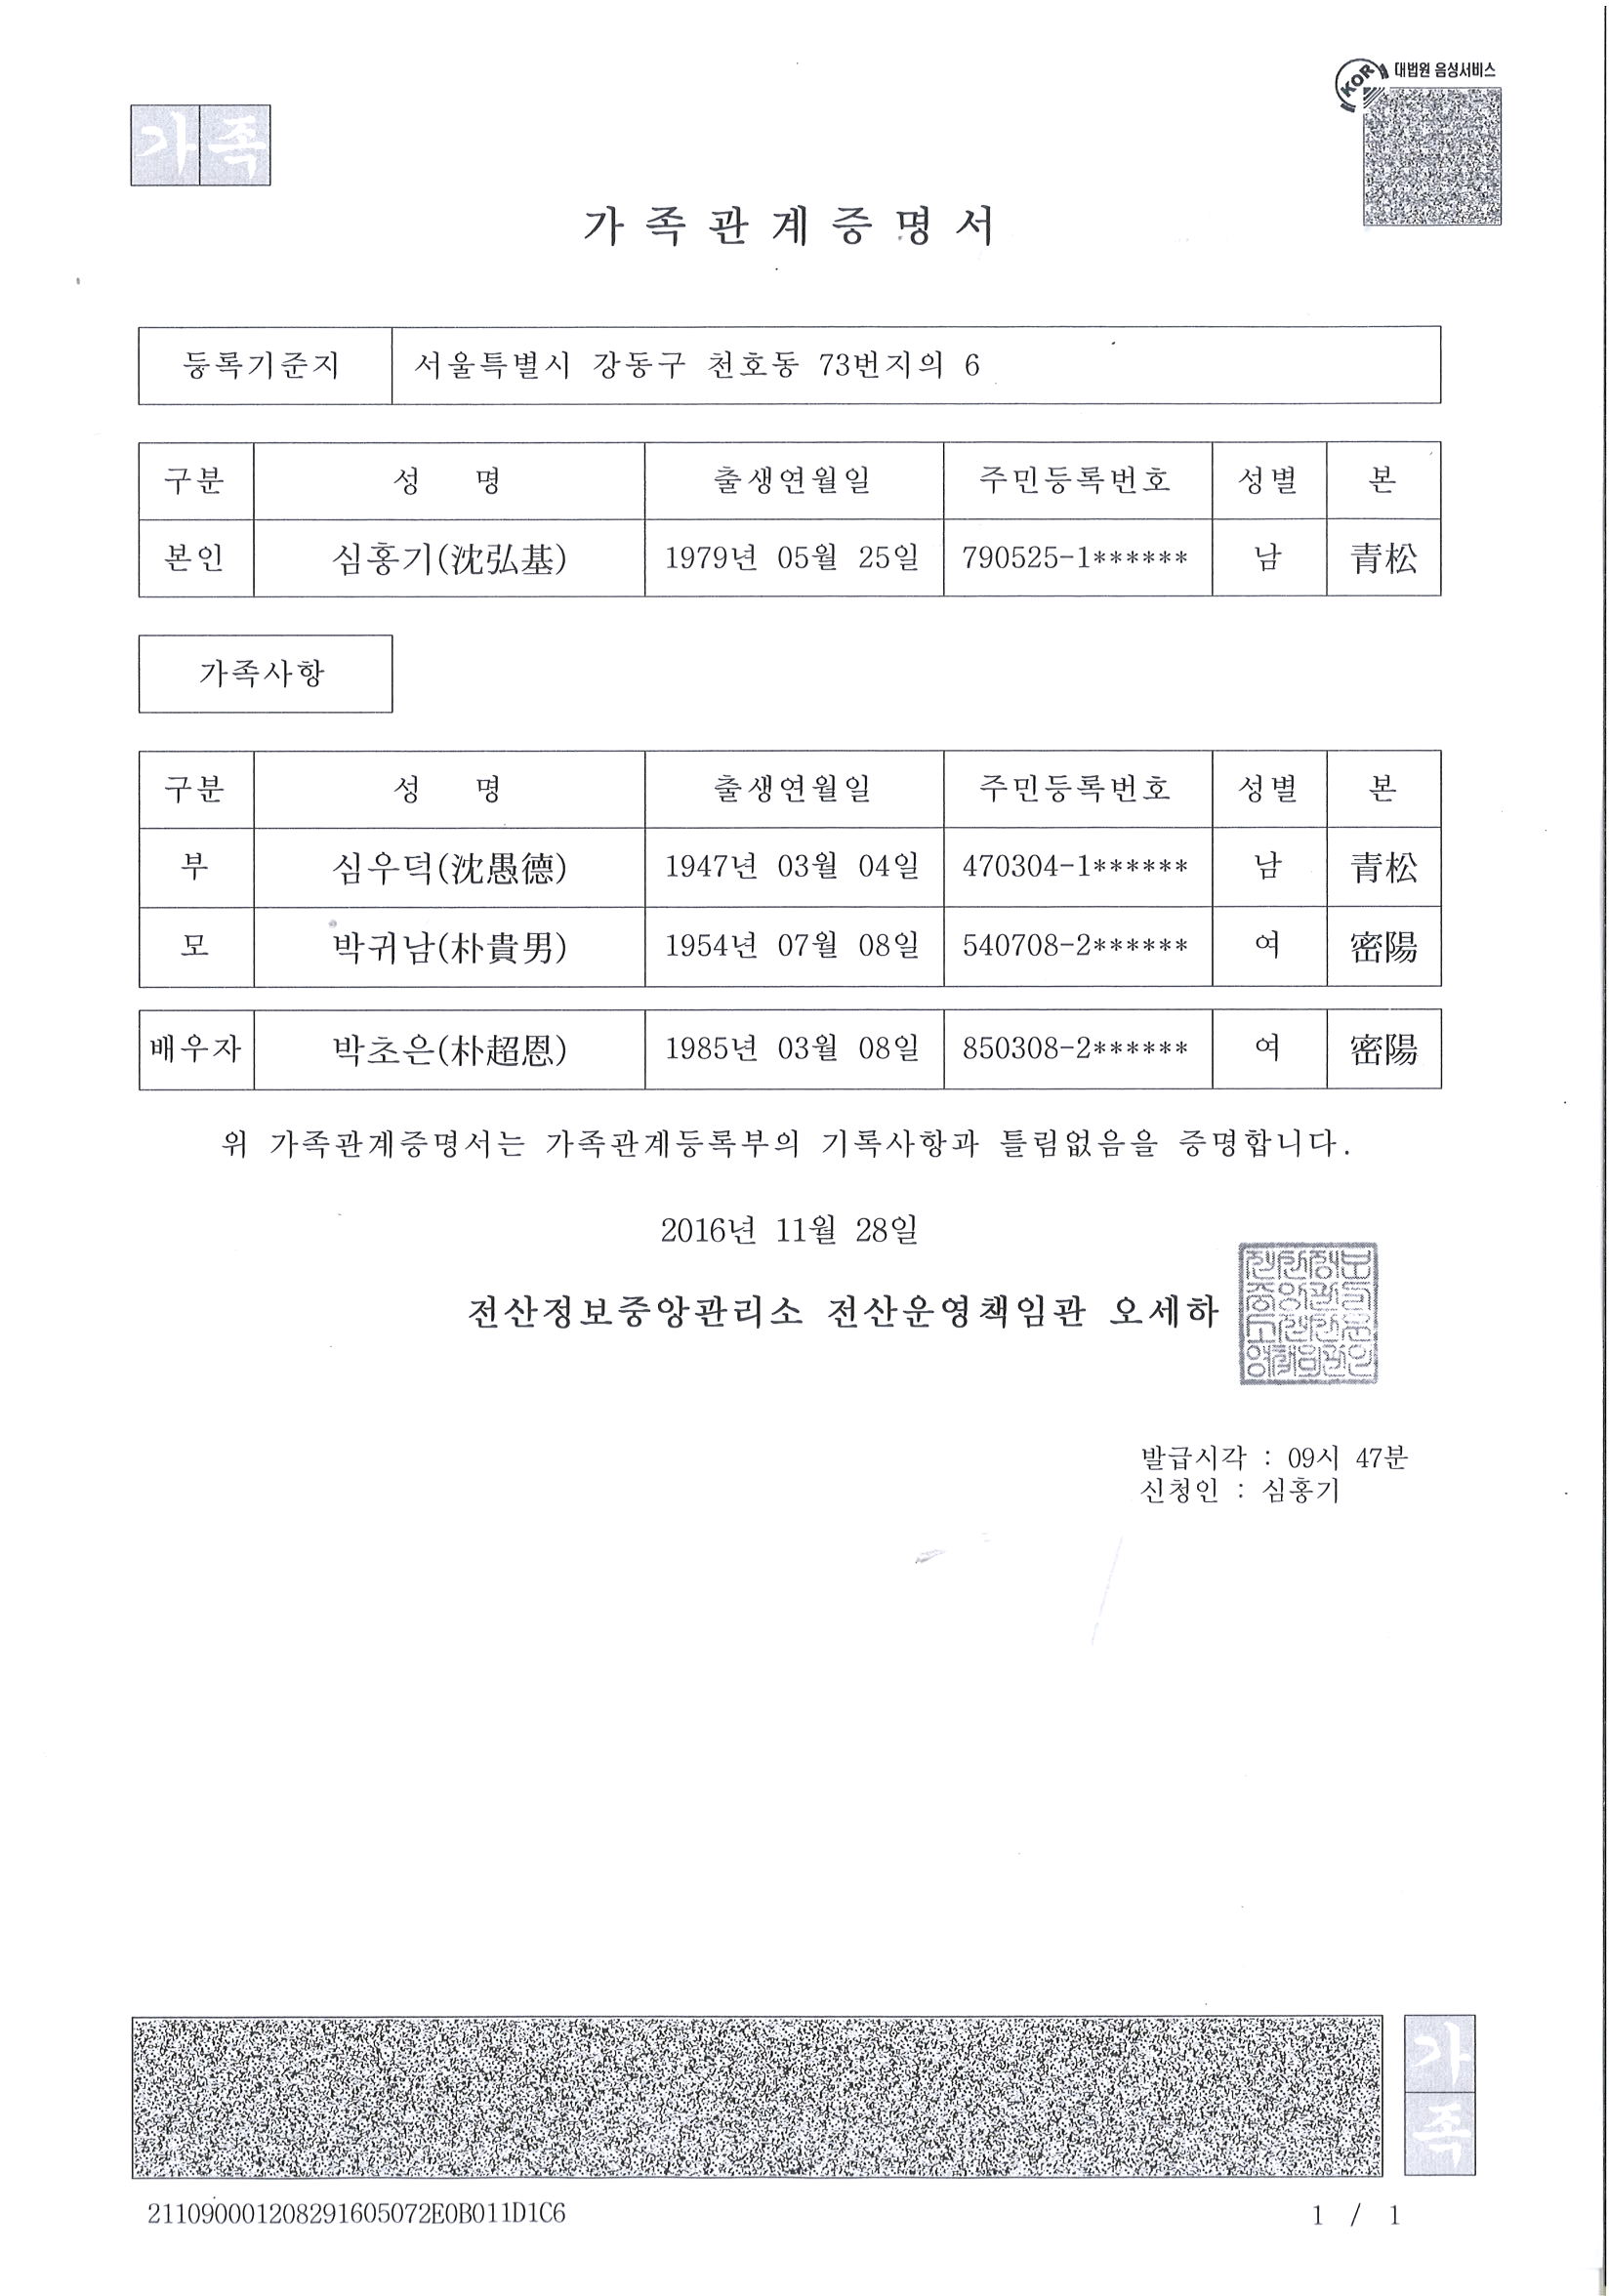 대법원 음성서비스
KOR
가족
가족관계증명서
등록기준지 서울특별시 강동구 천호동 73번지의 6
구분 성 명 출생연월일 주민등록번호 성별 본
본인 심홍기(沈弘基) 1979년 05월 25일 790525-1****** 남 青松
가족사항
구분 성 명 출생연월일 주민등록번호 성별 본
부 심우덕(沈愚德) 1947년 03월 04일 470304-1****** 남 青松
모 박귀남(朴貴男) 1954년 07월 08일 540708-2****** 여 密陽
배우자 박초은(朴超恩) 1985년 03월 08일 850308-2****** 여 密陽
위 가족관계증명서는 가족관계등록부의 기록사항과 틀림없음을 증명합니다.
2016년 11월 28일
전산정보중앙관리소 전산운영책임관 오세하
전산정보
중앙관리
소전산운
영책임관인
발급시각 : 09시 47분
신청인 : 심홍기
가족
211090001208291605072E0B011D1C6
1 / 1